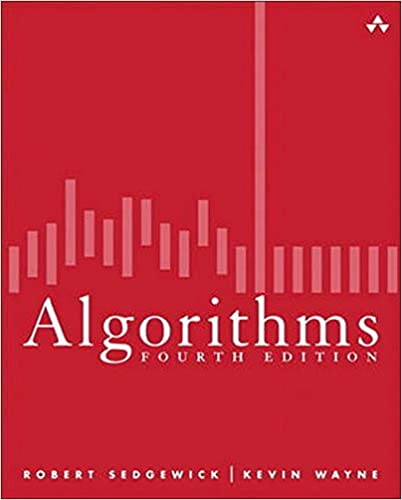 Algorithms
FOURTH EDITION
ROBERT SEDGEWICK | KEVIN WAYNE